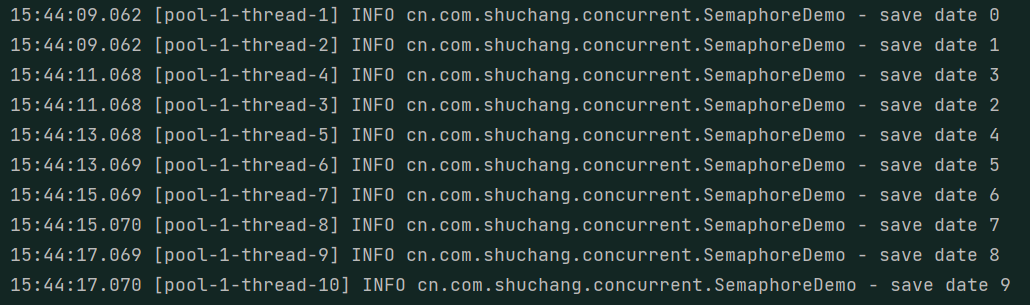 15:44:09.062 [pool-1-thread-1] INFO cn.com.shuchang.concurrent.SemaphoreDemo - save date 0
15:44:09.062 [pool-1-thread-2] INFO cn.com.shuchang.concurrent.SemaphoreDemo - save date 1
15:44:11.068 [pool-1-thread-4] INFO cn.com.shuchang.concurrent.SemaphoreDemo - save date 3
15:44:11.068 [pool-1-thread-3] INFO cn.com.shuchang.concurrent.SemaphoreDemo - save date 2
15:44:13.068 [pool-1-thread-5] INFO cn.com.shuchang.concurrent.SemaphoreDemo - save date 4
15:44:13.069 [pool-1-thread-6] INFO cn.com.shuchang.concurrent.SemaphoreDemo - save date 5
15:44:15.069 [pool-1-thread-7] INFO cn.com.shuchang.concurrent.SemaphoreDemo - save date 6
15:44:15.070 [pool-1-thread-8] INFO cn.com.shuchang.concurrent.SemaphoreDemo - save date 7
15:44:17.069 [pool-1-thread-9] INFO cn.com.shuchang.concurrent.SemaphoreDemo - save date 8
15:44:17.070 [pool-1-thread-10] INFO cn.com.shuchang.concurrent.SemaphoreDemo - save date 9